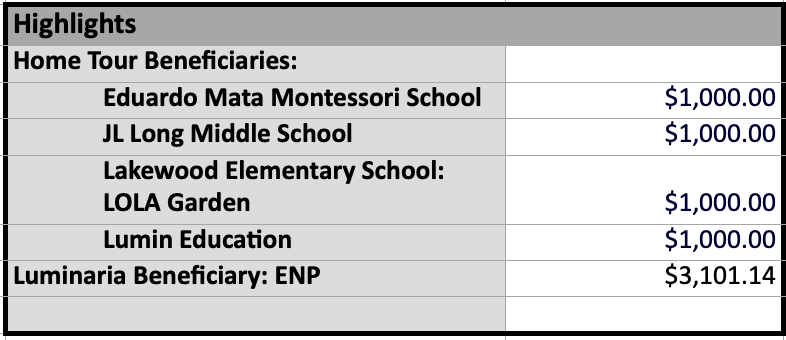 Highlights
Home Tour Beneficiaries:
Eduardo Mata Montessori School $1,000.00
JL Long Middle School $1,000.00
Lakewood Elementary School:
LOLA Garden $1,000.00
Lumin Education $1,000.00
Luminaria Beneficiary: ENP $3,101.14